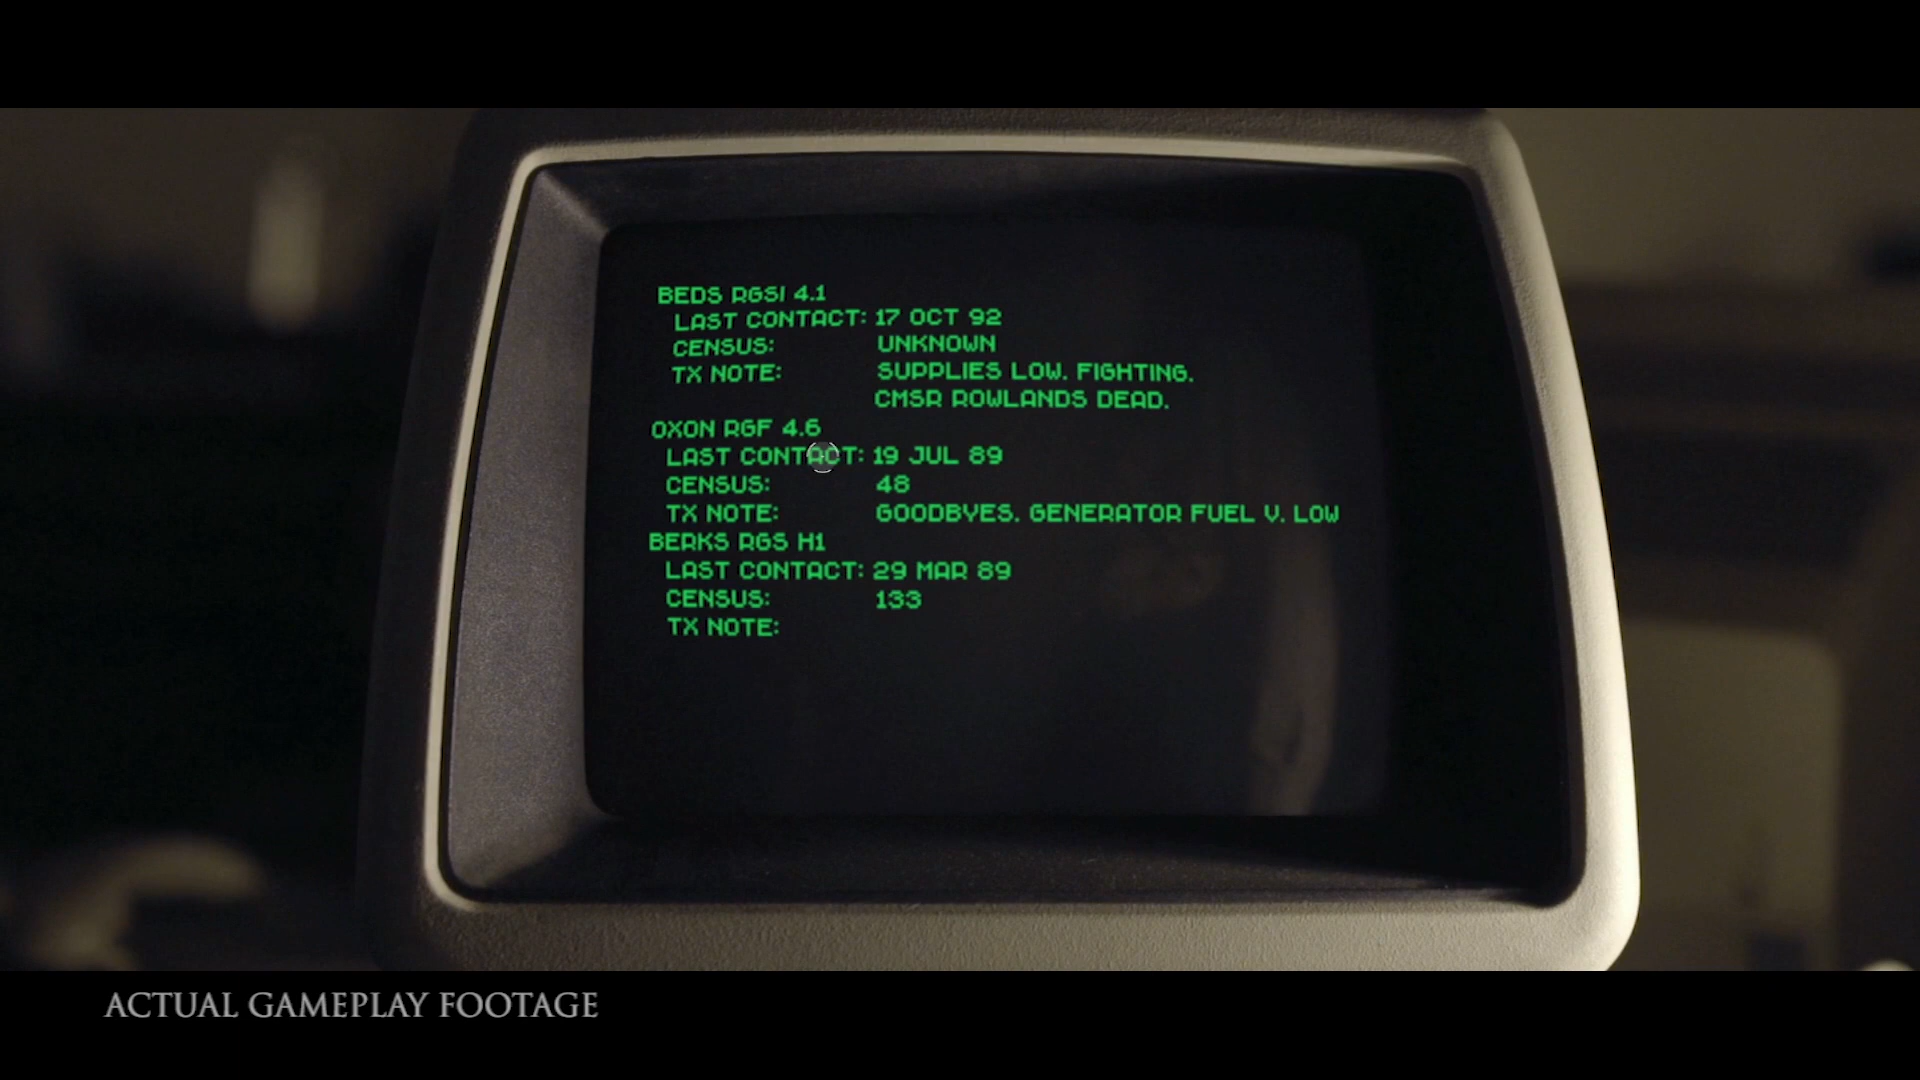 BEDS RGSI 4.1
LAST CONTACT: 17 OCT 92
CENSUS: UNKNOWN
TX NOTE: SUPPLIES LOW. FIGHTING.
CMSR ROWLANDS DEAD.
OXON RGF 4.6
LAST CONTACT: 19 JUL 89
CENSUS: 48
TX NOTE: GOODBYES. GENERATOR FUEL V. LOW
BERKS RGS H1
LAST CONTACT: 29 MAR 89
CENSUS: 133
TX NOTE:
ACTUAL GAMEPLAY FOOTAGE